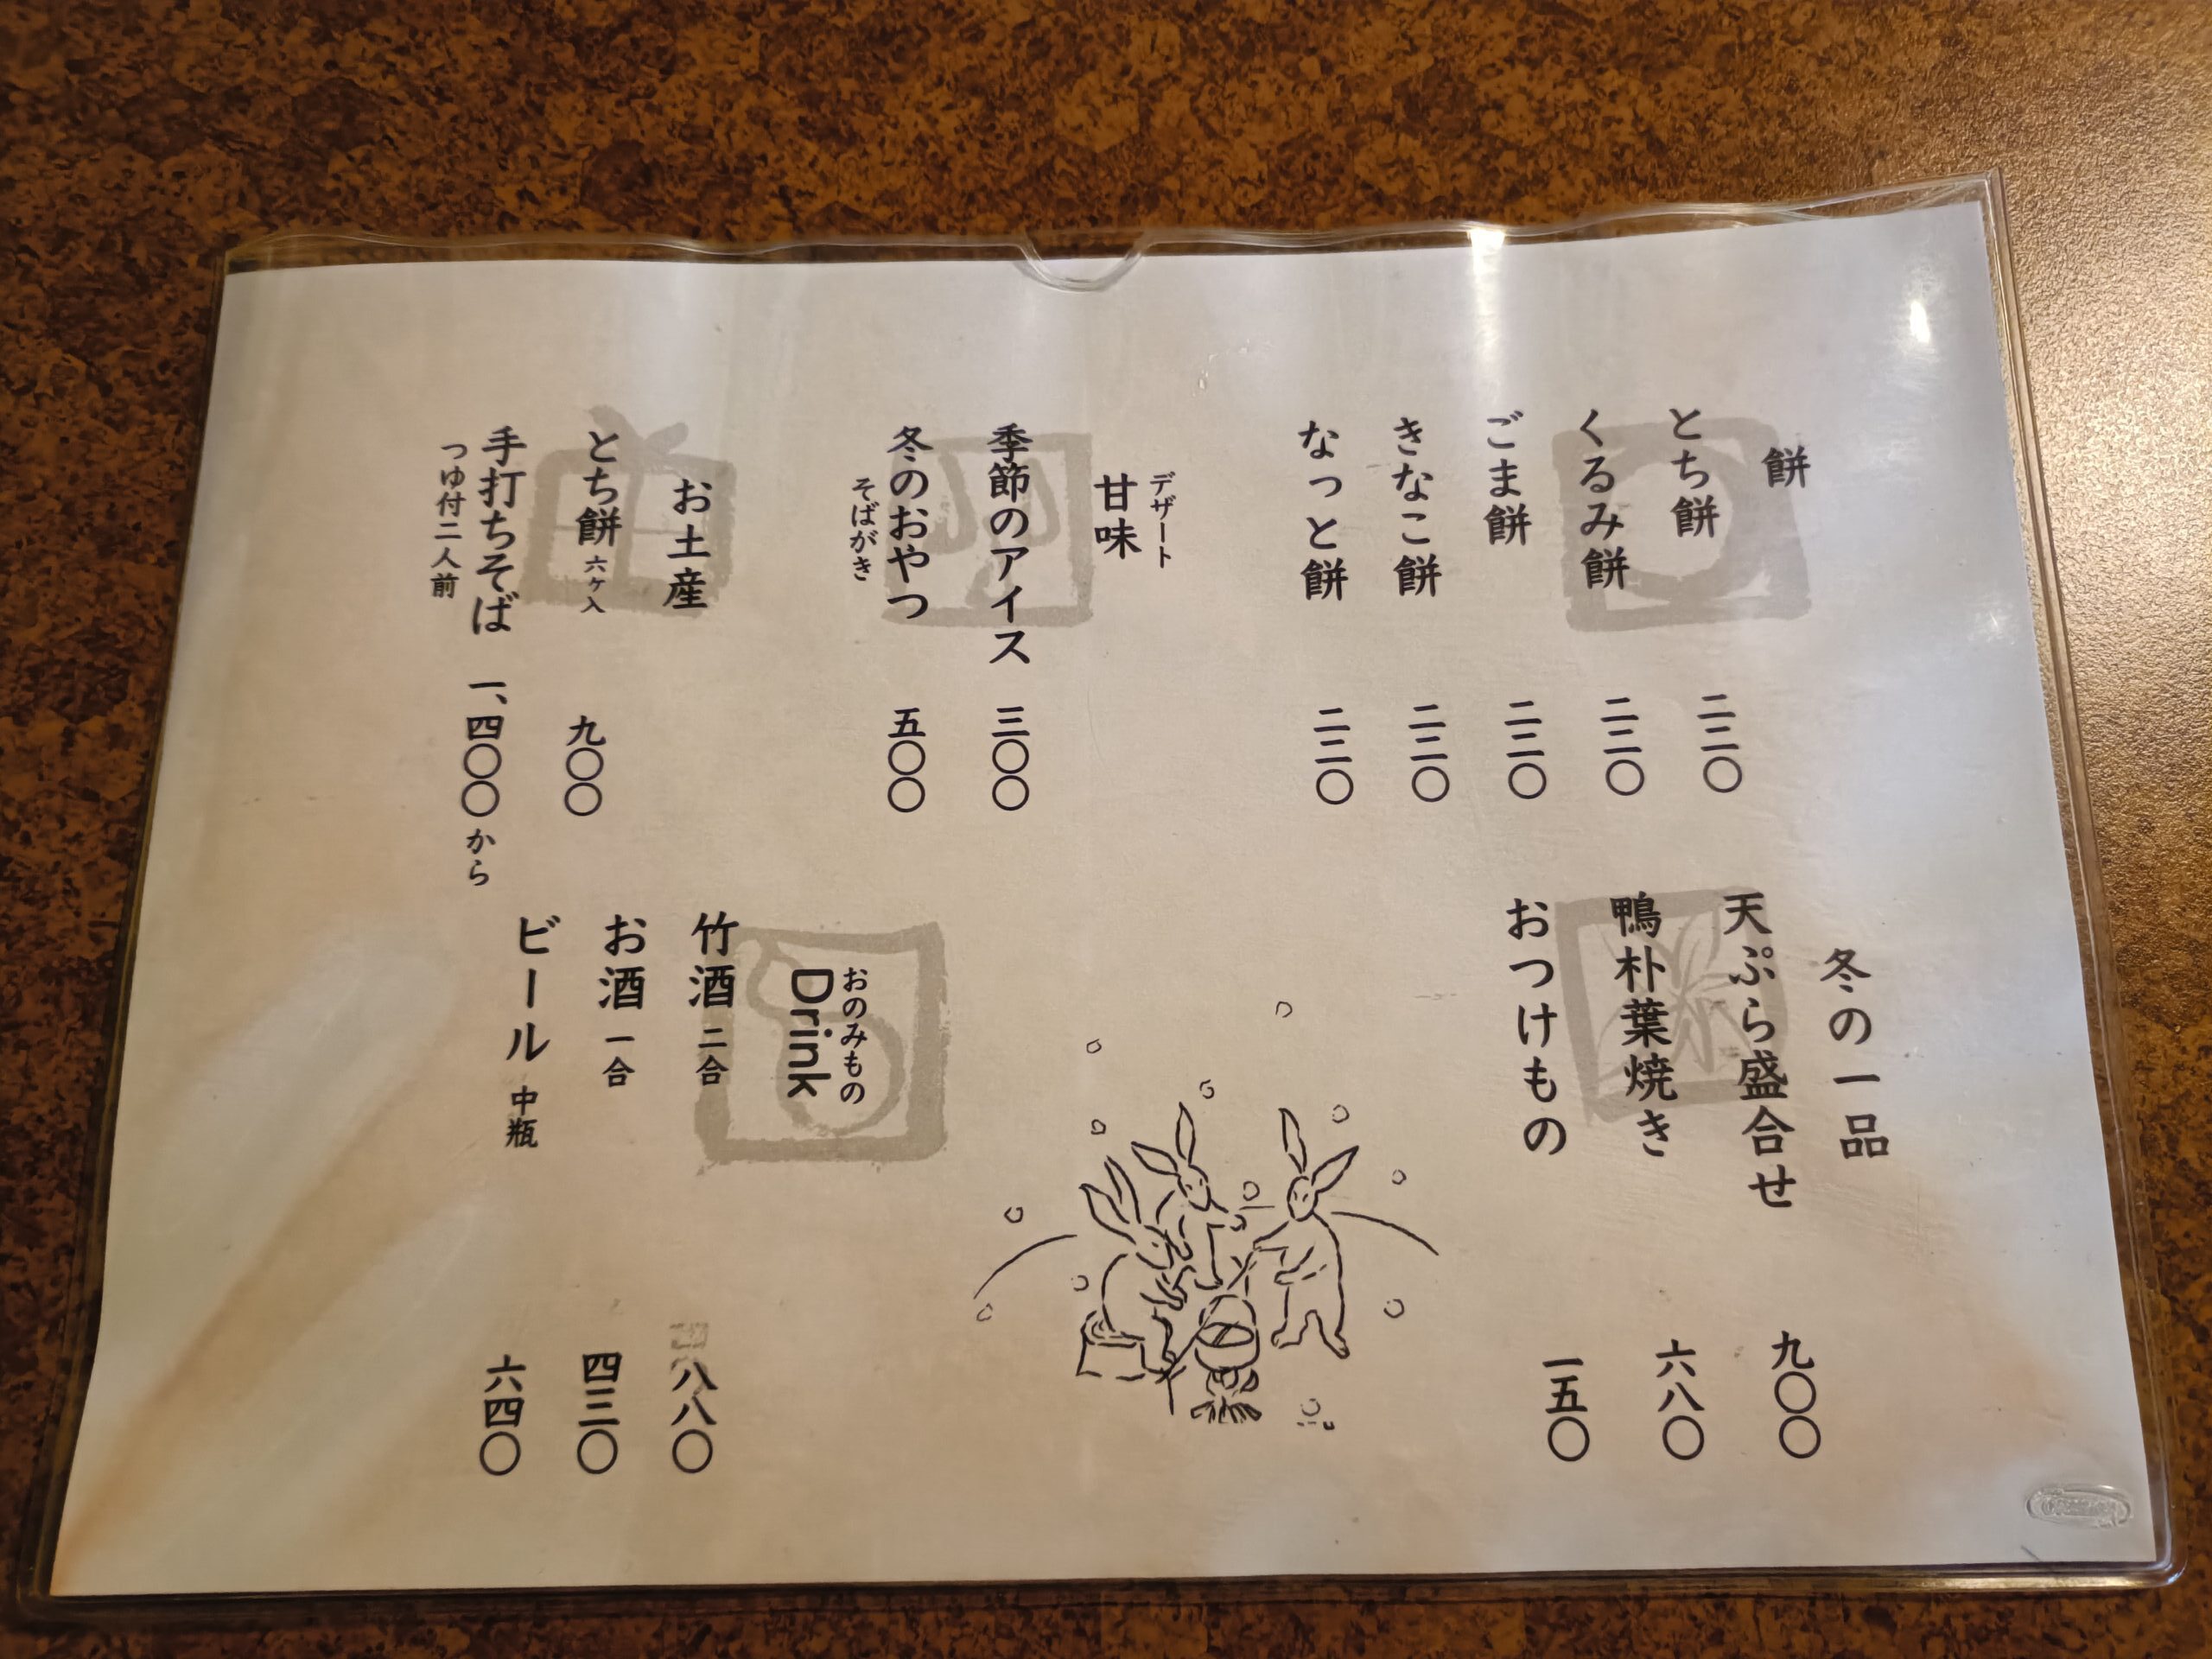 餅
とち餅 二二〇
くるみ餅 二二〇
ごま餅 二二〇
きなこ餅 二二〇
なっと餅 二二〇
デザート
甘味
季節のアイス 三〇〇
冬のおやつ 五〇〇
そばがき
お土産
とち餅 六ヶ入 九〇〇
手打ちそば 一、四〇〇から
つゆ付二人前
冬の一品
天ぷら盛合せ 九〇〇
鴨朴葉焼き 六八〇
おつけもの 一五〇
おのみもの
Drink
竹酒 二合 八八〇
お酒 一合 四三〇
ビール 中瓶 六四〇